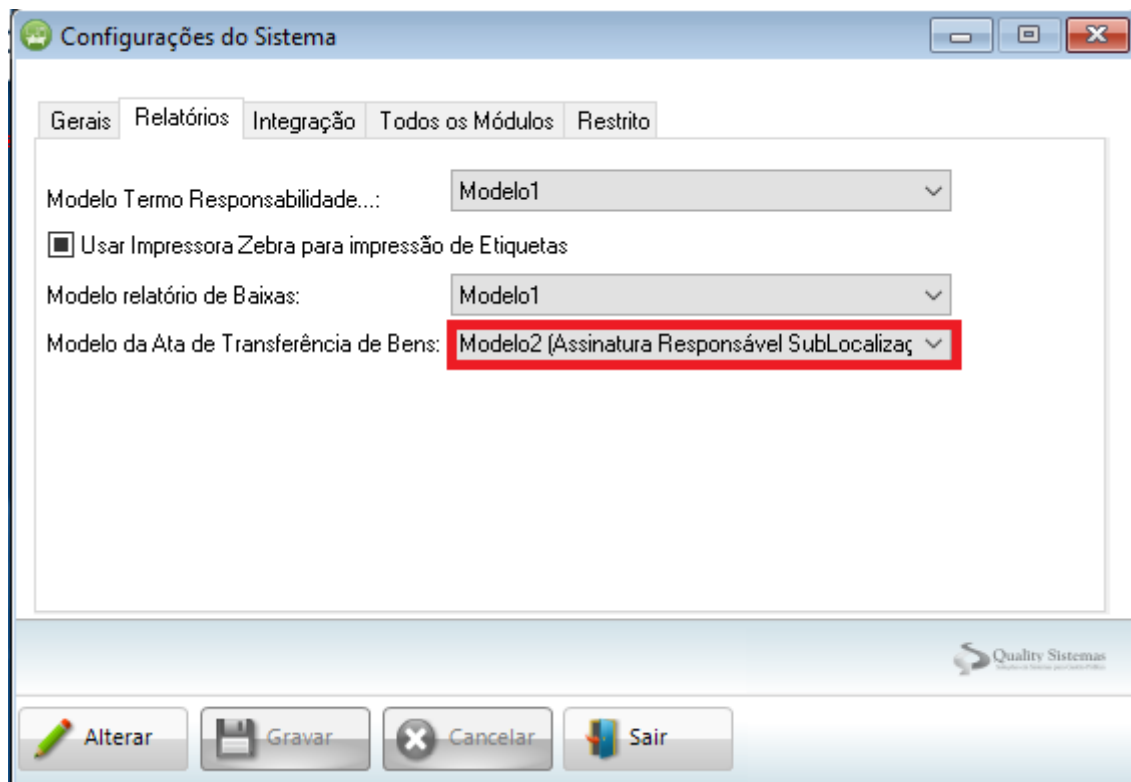 Configurações do Sistema
Gerais Relatórios Integração Todos os Módulos Restrito
Modelo Termo Responsabilidade...: Modelo1
Usar Impressora Zebra para impressão de Etiquetas
Modelo relatório de Baixas: Modelo1
Modelo da Ata de Transferência de Bens: Modelo2 (Assinatura Responsável SubLocalizaç
Quality Sistemas
Alterar Gravar Cancelar Sair